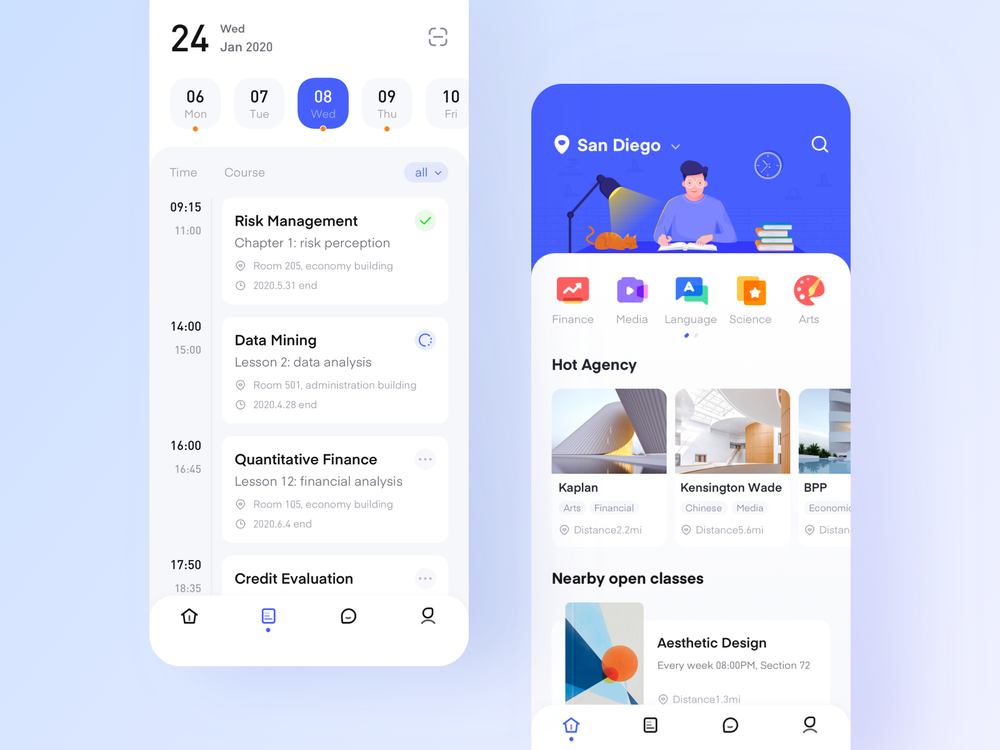 24
Wed
Jan 2020
06
Mon
07
Tue
08
Wed
09
Thu
10
Fri
Time
Course
all
09:15
11:00
Risk Management
Chapter 1: risk perception
Room 205, economy building
2020.5.31 end
14:00
15:00
Data Mining
Lesson 2: data analysis
Room 501, administration building
2020.4.28 end
16:00
16:45
Quantitative Finance
Lesson 12: financial analysis
Room 105, economy building
2020.6.4 end
17:50
18:35
Credit Evaluation
San Diego
Finance
Media
A
Language
Science
Arts
Hot Agency
Kaplan
Arts
Financial
Distance2.2mi
Kensington Wade
Chinese
Media
Distance5.6mi
BPP
Economic
Distan
Nearby open classes
Aesthetic Design
Every week 08:00PM, Section 72
Distance1.3mi